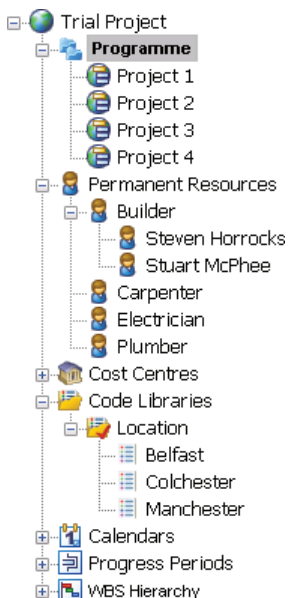 Trial Project
Programme
Project 1
Project 2
Project 3
Project 4
Permanent Resources
Builder
Steven Horrocks
Stuart McPhee
Carpenter
Electrician
Plumber
Cost Centres
Code Libraries
Location
Belfast
Colchester
Manchester
Calendars
Progress Periods
WBS Hierarchy